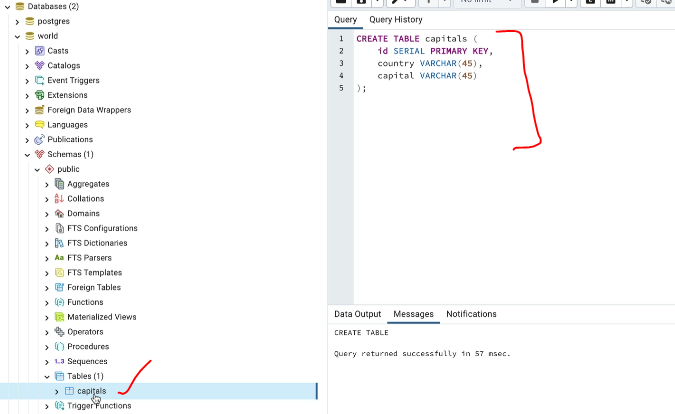 Databases (2)
postgres
world
Casts
Catalogs
Event Triggers
Extensions
Foreign Data Wrappers
Languages
Publications
Schemas (1)
public
Aggregates
Collations
Domains
FTS Configurations
FTS Dictionaries
Aa FTS Parsers
FTS Templates
Foreign Tables
Functions
Materialized Views
Operators
Procedures
1..3 Sequences
Tables (1)
capitals
Trigger Functions
Query Query History
1 CREATE TABLE capitals (
2 id SERIAL PRIMARY KEY,
3 country VARCHAR(45),
4 capital VARCHAR(45)
5 );
Data Output Messages Notifications
CREATE TABLE
Query returned successfully in 57 msec.